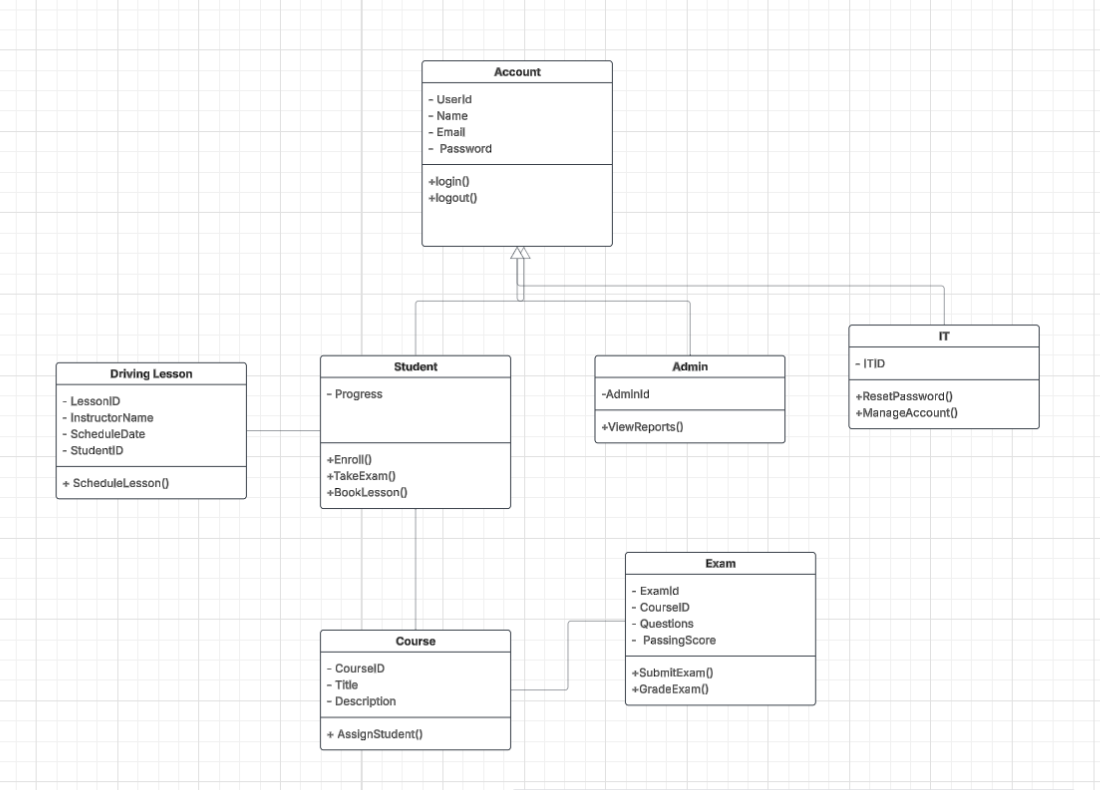 Account
- UserId
- Name
- Email
- Password
+login()
+logout()
IT
- ITID
+ResetPassword()
+ManageAccount()
Student
- Progress
+Enroll()
+TakeExam()
+BookLesson()
Admin
-AdminId
+ViewReports()
Driving Lesson
- LessonID
- InstructorName
- ScheduleDate
- StudentID
+ ScheduleLesson()
Exam
- ExamId
- CourseID
- Questions
- PassingScore
+SubmitExam()
+GradeExam()
Course
- CourseID
- Title
- Description
+ AssignStudent()